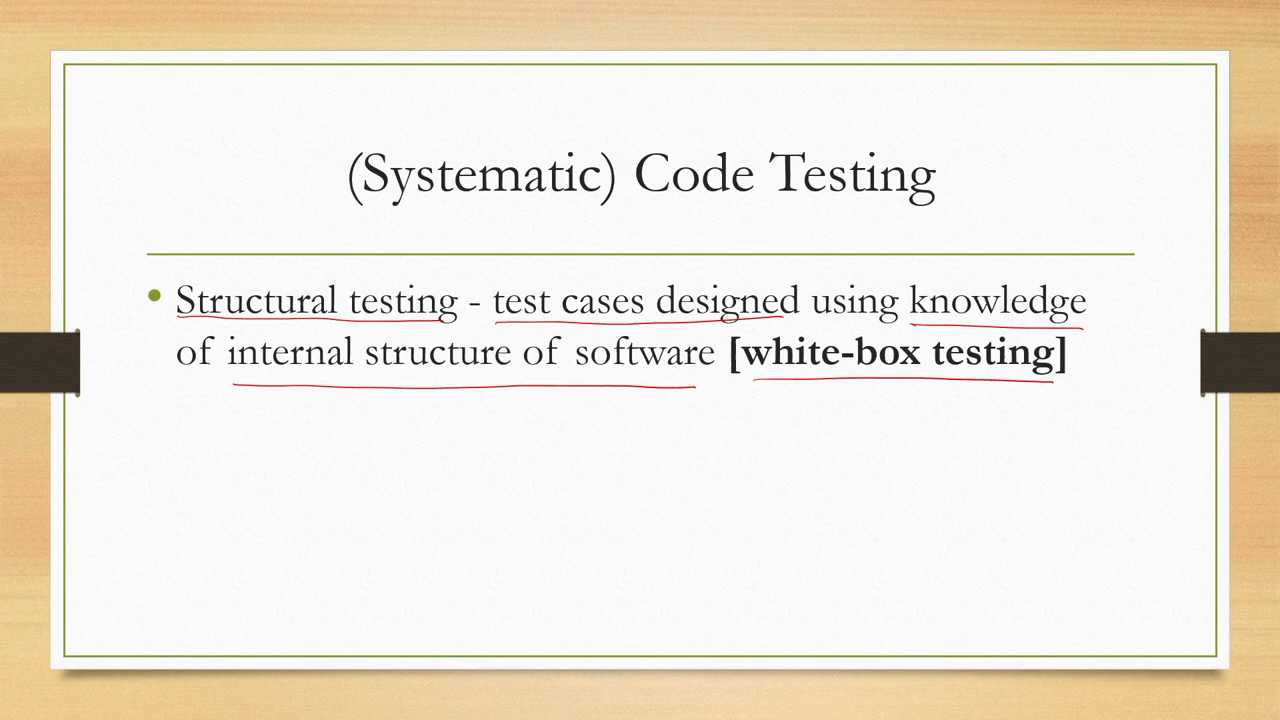 (Systematic) Code Testing
• Structural testing - test cases designed using knowledge
of internal structure of software [white-box testing]